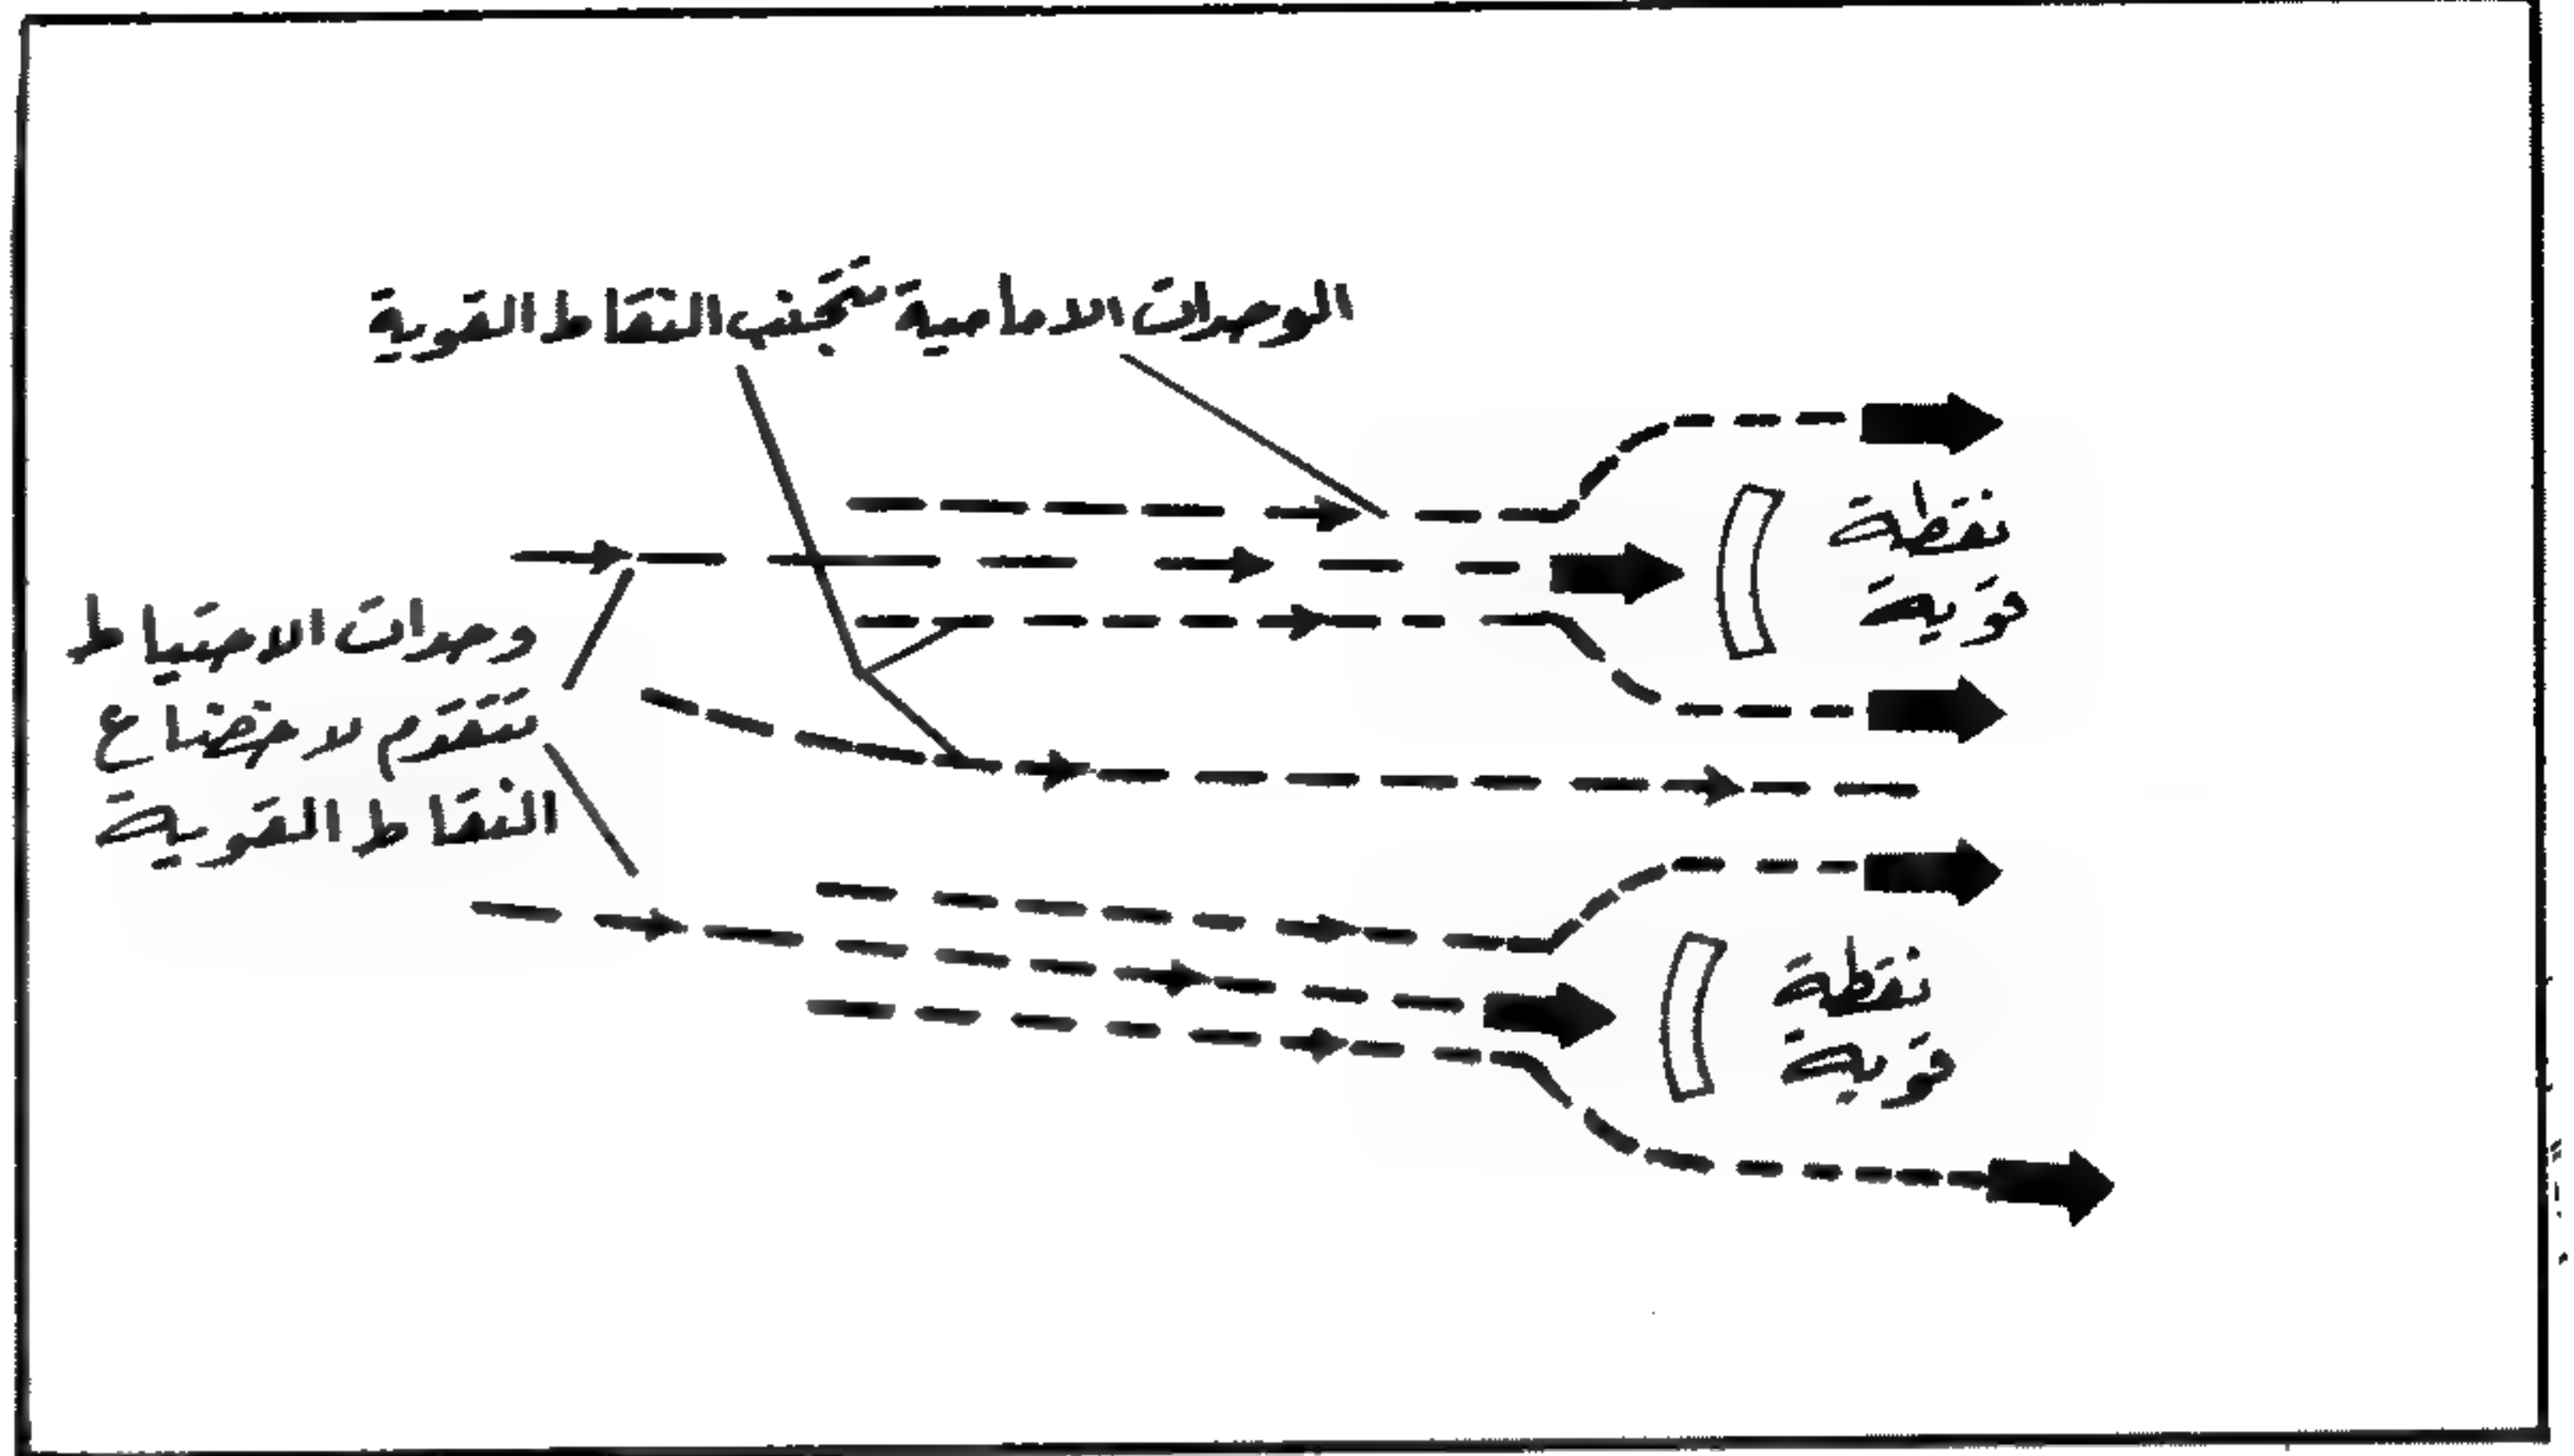 الوحدات الامامية تتجنب النقاط القوية
نقطة
قوية
وحدات الاحتياط
تتقدم لاخضاع
النقاط القوية
نقطة
قوية